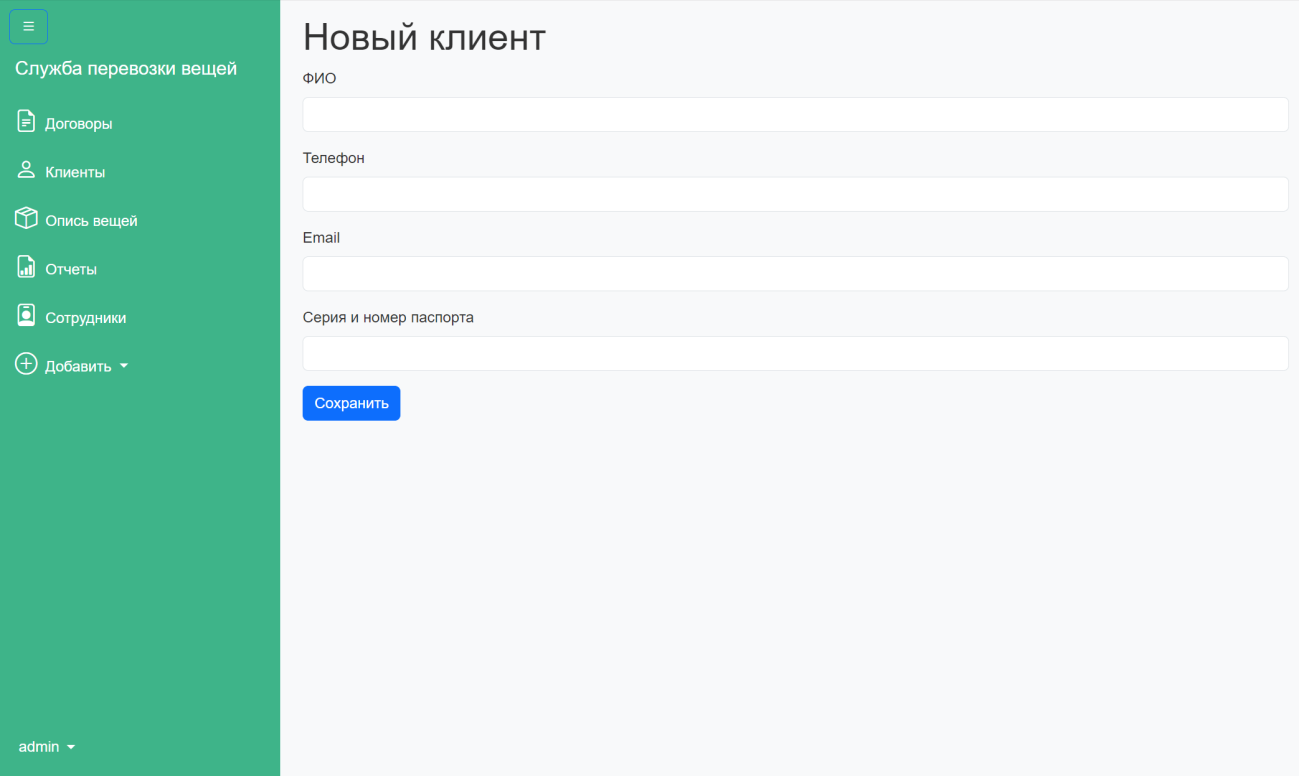 Служба перевозки вещей
Договоры
Клиенты
Опись вещей
Отчеты
Сотрудники
Добавить
admin
Новый клиент
ФИО
Телефон
Email
Серия и номер паспорта
Сохранить